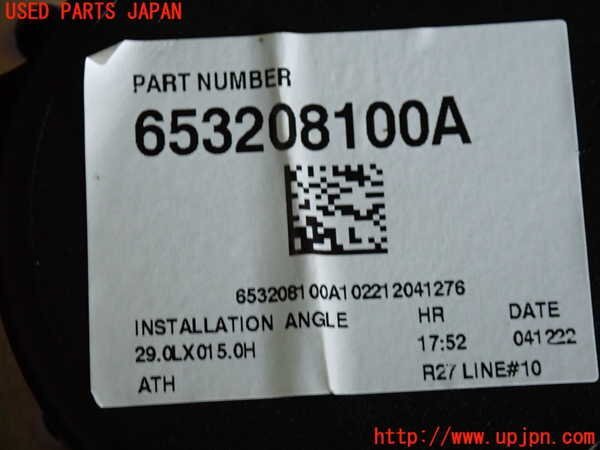 USED PARTS JAPAN
PART NUMBER
653208100A
653208100A102212041276
INSTALLATION ANGLE HR DATE
29.0LX015.0H 17:52 041222
ATH R27 LINE#10
http://www.upjpn.com